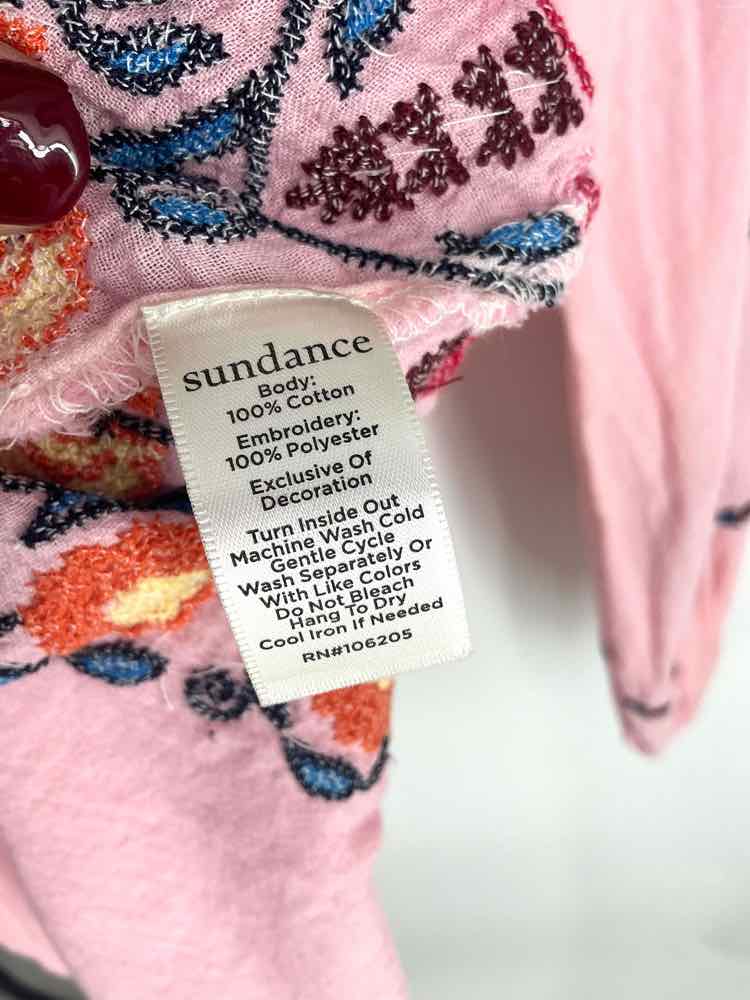 sundance
Body:
100% Cotton
Embroidery:
100% Polyester
Exclusive Of
Decoration
Turn Inside Out
Machine Wash Cold
Gentle Cycle
Wash Separately Or
With Like Colors
Do Not Bleach
Hang To Dry
Cool Iron If Needed
RN#106205